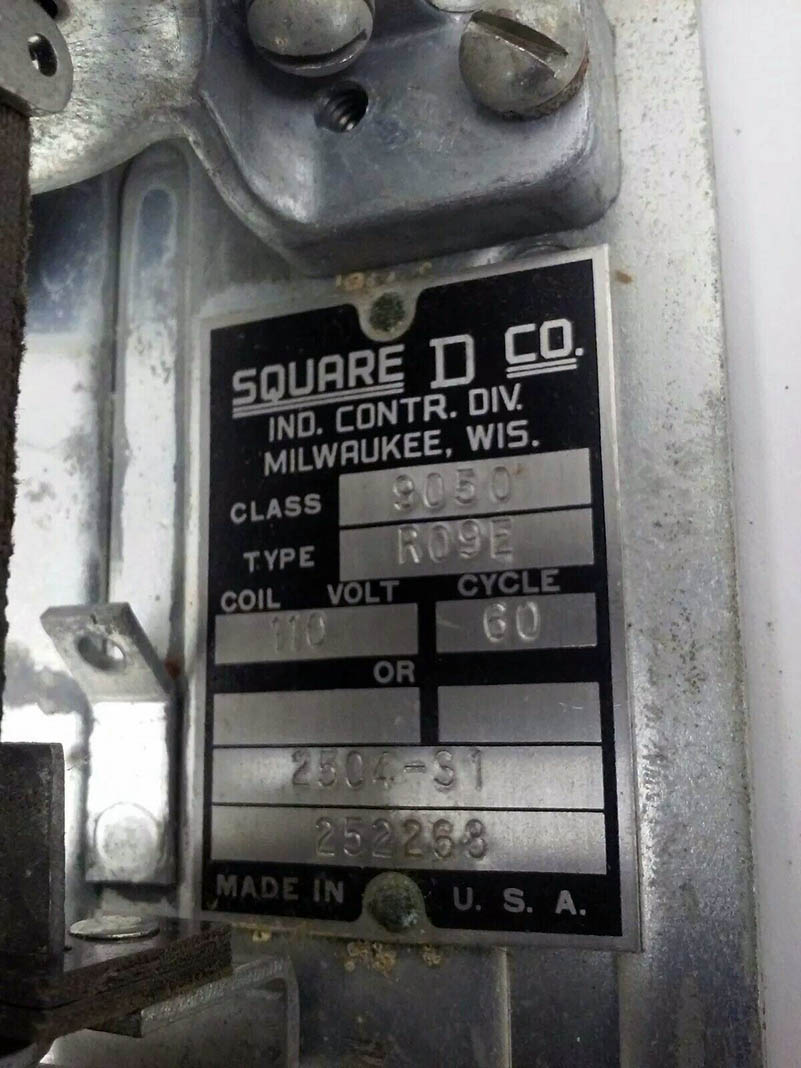 SQUARE D CO.
IND. CONTR. DIV.
MILWAUKEE, WIS.
CLASS 9050
TYPE R09E
COIL VOLT CYCLE
110 60
OR
2504-S1
252268
MADE IN U. S. A.